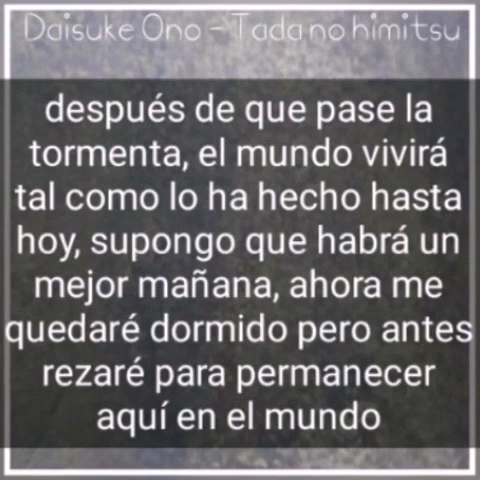 Daisuke Ono - Tada no himitsu
después de que pase la
tormenta, el mundo vivirá
tal como lo ha hecho hasta
hoy, supongo que habrá un
mejor mañana, ahora me
quedaré dormido pero antes
rezaré para permanecer
aquí en el mundo